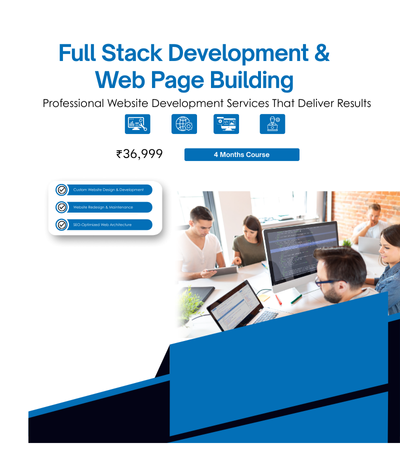 Full Stack Development &
Web Page Building
Professional Website Development Services That Deliver Results
₹36,999
4 Months Course
Custom Website Design & Development
Website Redesign & Maintenance
SEO-Optimized Web Architecture